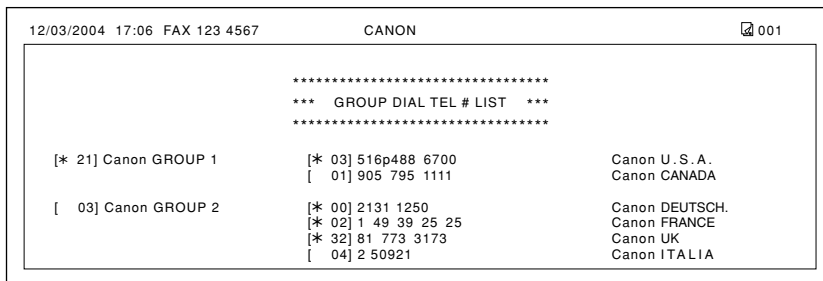 12/03/2004 17:06 FAX 123 4567 CANON 001
*********************************
*** GROUP DIAL TEL # LIST ***
*********************************
[* 21] Canon GROUP 1 [* 03] 516p488 6700 Canon U.S.A.
[ 01] 905 795 1111 Canon CANADA
[ 03] Canon GROUP 2 [* 00] 2131 1250 Canon DEUTSCH.
[* 02] 1 49 39 25 25 Canon FRANCE
[* 32] 81 773 3173 Canon UK
[ 04] 2 50921 Canon ITALIA